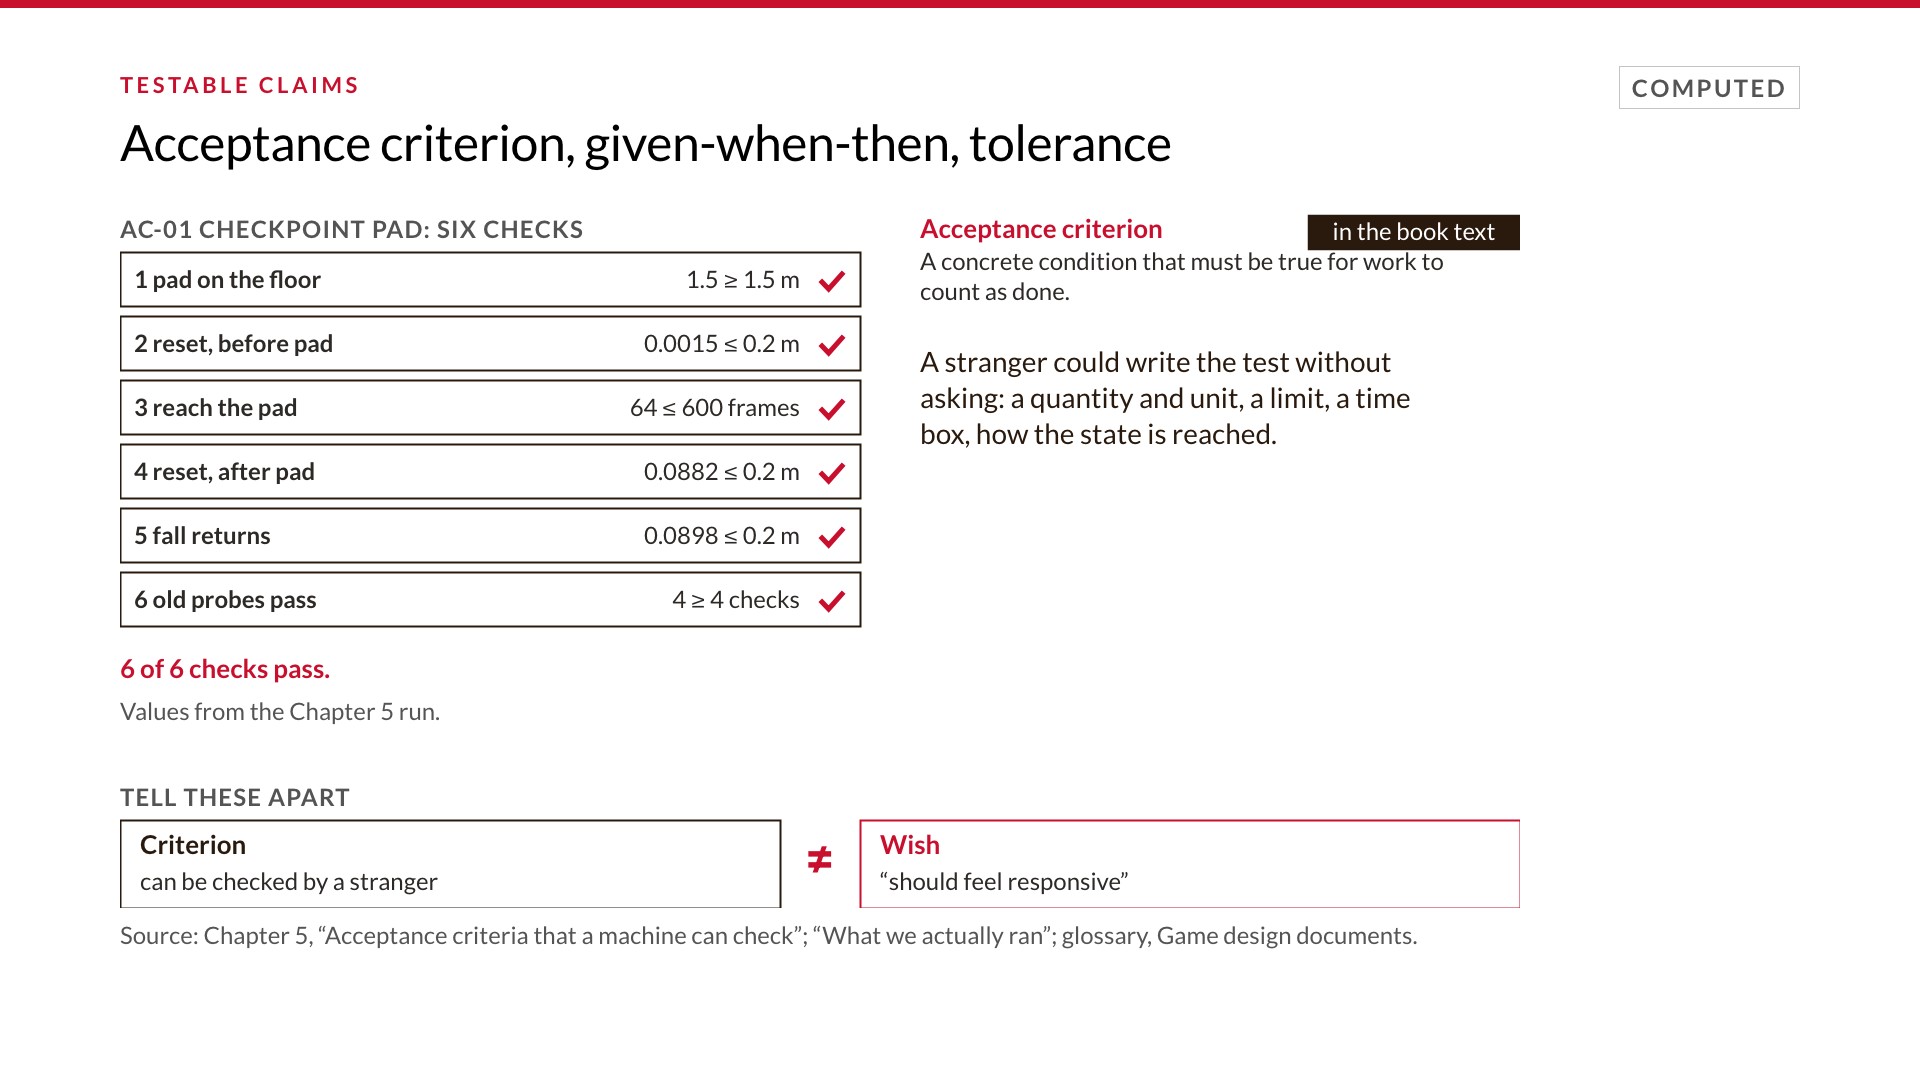 TESTABLE CLAIMS
COMPUTED
Acceptance criterion, given-when-then, tolerance
AC-01 CHECKPOINT PAD: SIX CHECKS
1 pad on the floor 1.5 ≥ 1.5 m
2 reset, before pad 0.0015 ≤ 0.2 m
3 reach the pad 64 ≤ 600 frames
4 reset, after pad 0.0882 ≤ 0.2 m
5 fall returns 0.0898 ≤ 0.2 m
6 old probes pass 4 ≥ 4 checks
6 of 6 checks pass.
Values from the Chapter 5 run.
Acceptance criterion
in the book text
A concrete condition that must be true for work to
count as done.
A stranger could write the test without
asking: a quantity and unit, a limit, a time
box, how the state is reached.
TELL THESE APART
Criterion
can be checked by a stranger
≠
Wish
“should feel responsive”
Source: Chapter 5, “Acceptance criteria that a machine can check”; “What we actually ran”; glossary, Game design documents.